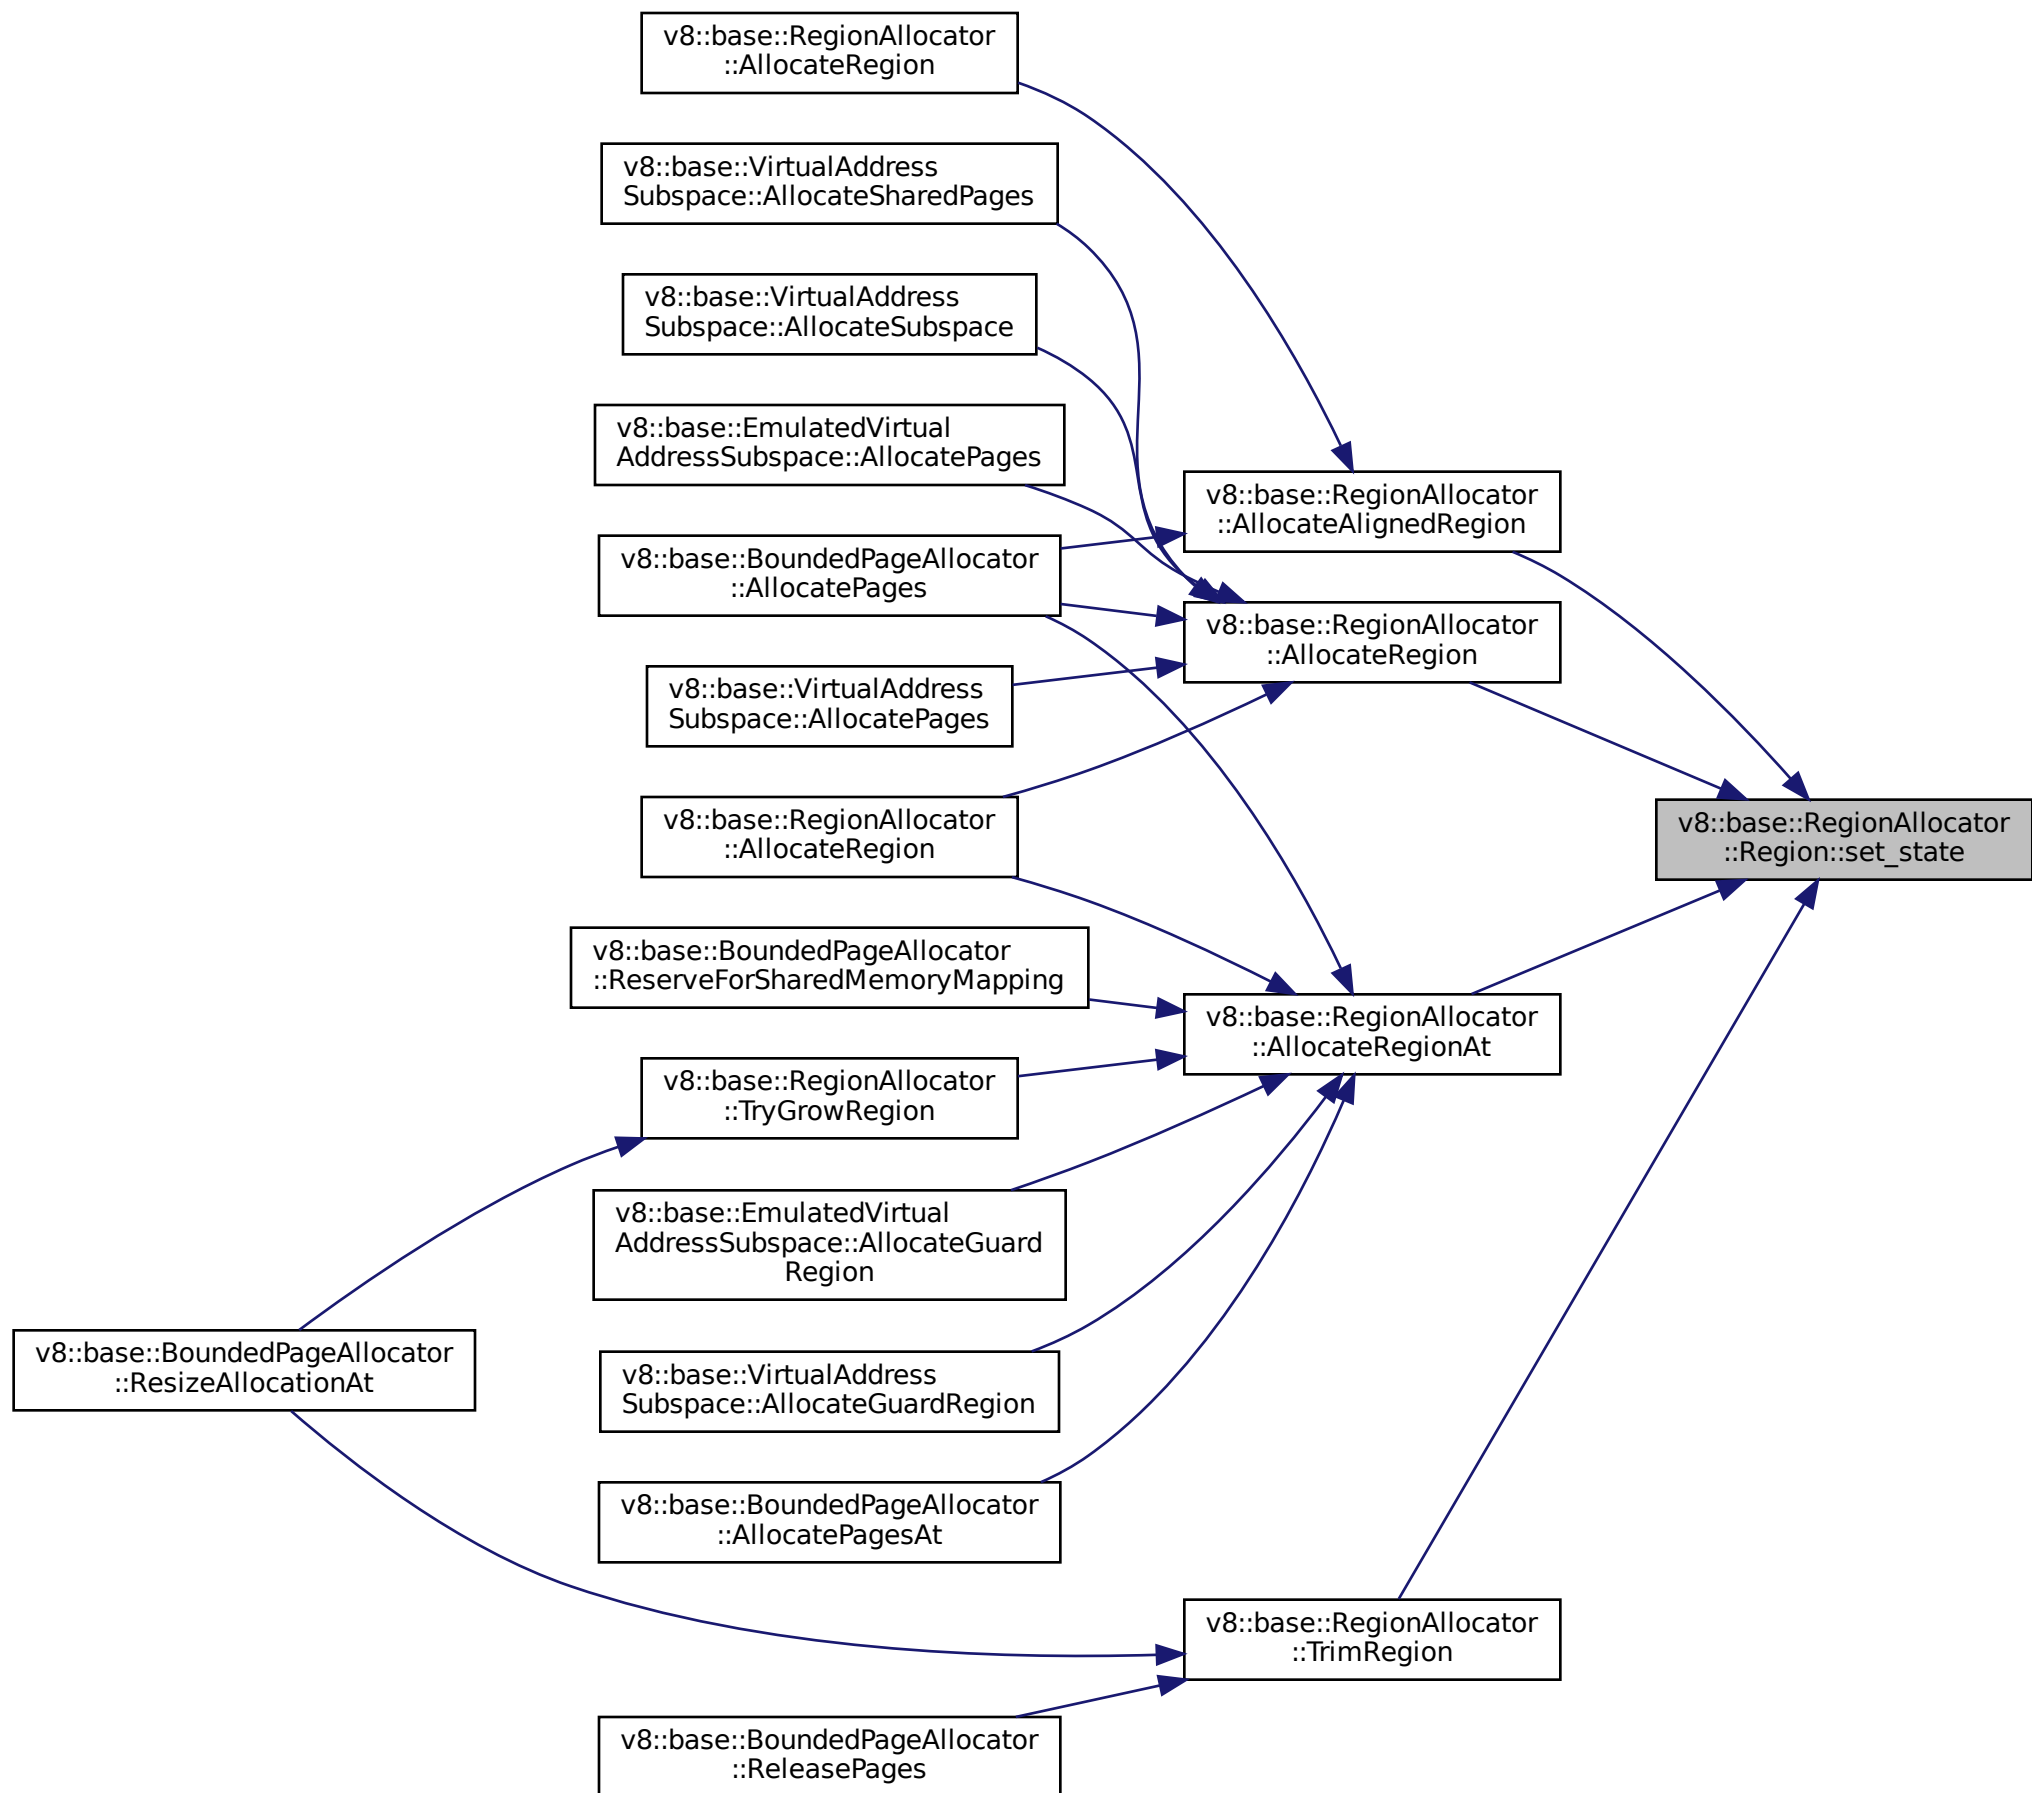 v8::base::RegionAllocator
::AllocateRegion
v8::base::VirtualAddress
Subspace::AllocateSharedPages
v8::base::VirtualAddress
Subspace::AllocateSubspace
v8::base::EmulatedVirtual
AddressSubspace::AllocatePages
v8::base::RegionAllocator
::AllocateAlignedRegion
v8::base::BoundedPageAllocator
::AllocatePages
v8::base::RegionAllocator
::AllocateRegion
v8::base::VirtualAddress
Subspace::AllocatePages
v8::base::RegionAllocator
::AllocateRegion
v8::base::RegionAllocator
::Region::set_state
v8::base::BoundedPageAllocator
::ReserveForSharedMemoryMapping
v8::base::RegionAllocator
::AllocateRegionAt
v8::base::RegionAllocator
::TryGrowRegion
v8::base::EmulatedVirtual
AddressSubspace::AllocateGuard
Region
v8::base::BoundedPageAllocator
::ResizeAllocationAt
v8::base::VirtualAddress
Subspace::AllocateGuardRegion
v8::base::BoundedPageAllocator
::AllocatePagesAt
v8::base::RegionAllocator
::TrimRegion
v8::base::BoundedPageAllocator
::ReleasePages